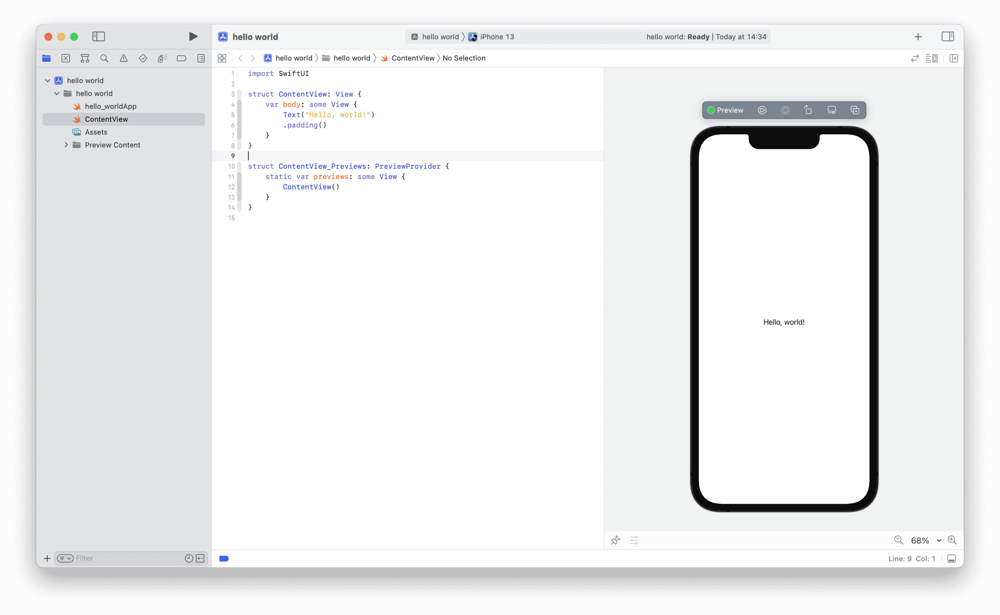 hello world
hello world 〉 iPhone 13
hello world: Ready | Today at 14:34
hello world 〉 hello world 〉 ContentView 〉 No Selection
hello world
hello world
hello_worldApp
ContentView
Assets
Preview Content
1 import SwiftUI
2
3 struct ContentView: View {
4     var body: some View {
5         Text("Hello, world!")
6         .padding()
7     }
8 }
9
10 struct ContentView_Previews: PreviewProvider {
11     static var previews: some View {
12         ContentView()
13     }
14 }
15
Preview
Hello, world!
68%
Filter
Line: 9 Col: 1